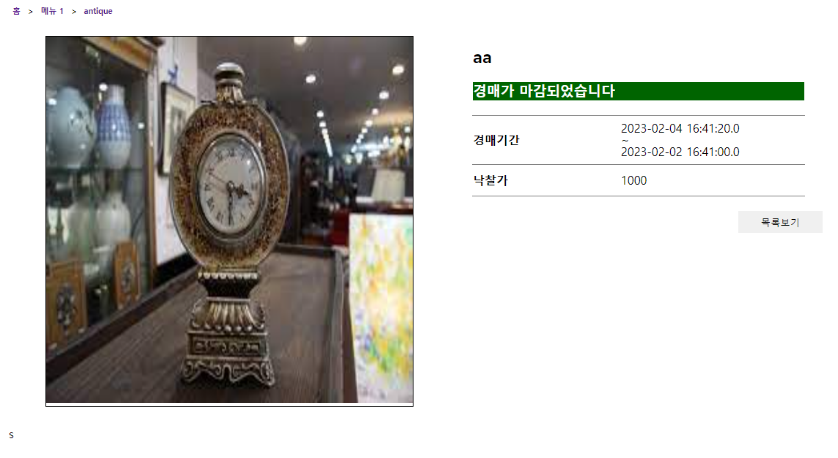 홈 > 메뉴 1 > antique
aa
경매가 마감되었습니다
경매기간
2023-02-04 16:41:20.0
~
2023-02-02 16:41:00.0
낙찰가 1000
목록보기
s